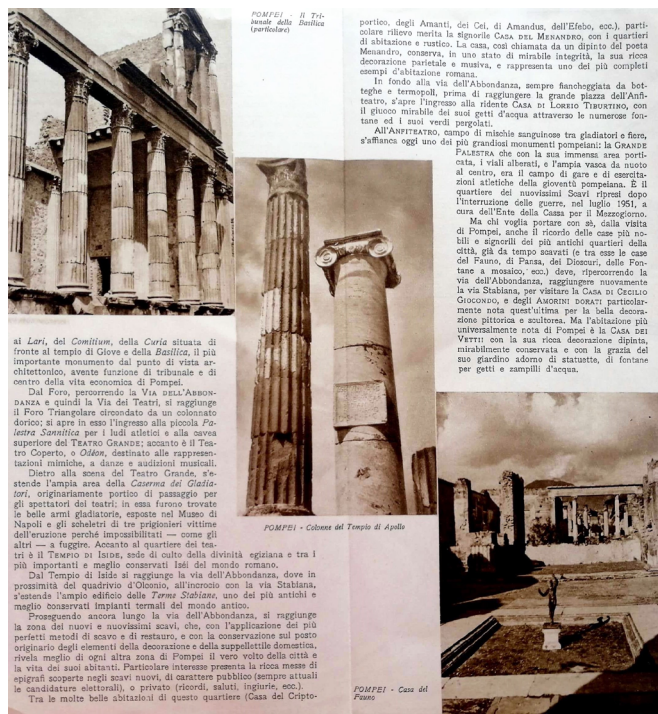 POMPEI - Il Tri-
bunale della Basilica
(particolare)
ai Lari, del Comitium, della Curia situata di
fronte al tempio di Giove e della Basilica, il più
importante monumento dal punto di vista ar-
chitettonico, avente funzione di tribunale e di
centro della vita economica di Pompei.
Dal Foro, percorrendo la VIA DELL'ABBON-
DANZA e quindi la Via dei Teatri, si raggiunge
il Foro Triangolare circondato da un colonnato
dorico; si apre in esso l'ingresso alla piccola Pa-
lestra Sannitica per i ludi atletici e alla cavea
superiore del TEATRO GRANDE; accanto è il Tea-
tro Coperto, o Odéon, destinato alle rappresen-
tazioni mimiche, a danze e audizioni musicali.
Dietro alla scena del Teatro Grande, s'e-
stende l'ampia area della Caserma dei Gladia-
tori, originariamente portico di passaggio per
gli spettatori dei teatri; in essa furono trovate
le belle armi gladiatorie, esposte nel Museo di
Napoli e gli scheletri di tre prigionieri vittime
dell'eruzione perché impossibilitati — come gli
altri — a fuggire. Accanto al quartiere dei tea-
tri è il TEMPIO DI ISIDE, sede di culto della divinità egiziana e tra i
più importanti e meglio conservati Iséi del mondo romano.
Dal Tempio di Iside si raggiunge la via dell'Abbondanza, dove in
prossimità del quadrivio d'Olconio, all'incrocio con la via Stabiana,
s'estende l'ampio edificio delle Terme Stabiane, uno dei più antichi e
meglio conservati impianti termali del mondo antico.
Proseguendo ancora lungo la via dell'Abbondanza, si raggiunge
la zona dei nuovi e nuovissimi scavi, che, con l'applicazione dei più
perfetti metodi di scavo e di restauro, e con la conservazione sul posto
originario degli elementi della decorazione e della suppellettile domestica,
rivela meglio di ogni altra zona di Pompei il vero volto della città e
la vita dei suoi abitanti. Particolare interesse presenta la ricca messe di
epigrafi scoperte negli scavi nuovi, di carattere pubblico (sempre attuali
le candidature elettorali), o privato (ricordi, saluti, ingiurie, ecc.).
Tra le molte belle abitazioni di questo quartiere (Casa del Cripto-
portico, degli Amanti, dei Cei, di Amandus, dell'Efebo, ecc.), parti-
colare rilievo merita la signorile CASA DEL MENANDRO, con i quartieri
di abitazione e rustico. La casa, così chiamata da un dipinto del poeta
Menandro, conserva, in uno stato di mirabile integrità, la sua ricca
decorazione parietale e musiva, e rappresenta uno dei più completi
esempi d'abitazione romana.
In fondo alla via dell'Abbondanza, sempre fiancheggiata da bot-
teghe e termopoli, prima di raggiungere la grande piazza dell'Anfi-
teatro, s'apre l'ingresso alla ridente CASA DI LOREIO TIBURTINO, con
il giuoco mirabile dei suoi getti d'acqua attraverso le numerose fon-
tane ed i suoi verdi pergolati.
All'ANFITEATRO, campo di mischie sanguinose tra gladiatori e fiere,
s'affianca oggi uno dei più grandiosi monumenti pompeiani: la GRANDE
PALESTRA che con la sua immensa area porti-
cata, i viali alberati, e l'ampia vasca da nuoto
al centro, era il campo di gare e di esercita-
zioni atletiche della gioventù pompeiana. È il
quartiere dei nuovissimi Scavi ripresi dopo
l'interruzione delle guerre, nel luglio 1951, a
cura dell'Ente della Cassa per il Mezzogiorno.
Ma chi voglia portare con sè, dalla visita
di Pompei, anche il ricordo delle case più no-
bili e signorili dei più antichi quartieri della
città, già da tempo scavati (e tra esse le case
del Fauno, di Pansa, dei Dioscuri, delle Fon-
tane a mosaico, ecc.) deve, ripercorrendo la
via dell'Abbondanza, raggiungere nuovamente
la via Stabiana, per visitare la CASA DI CECILIO
GIOCONDO, e degli AMORINI DORATI particolar-
mente nota quest'ultima per la bella decora-
zione pittorica e scultorea. Ma l'abitazione più
universalmente nota di Pompei è la CASA DEI
VETTII con la sua ricca decorazione dipinta,
mirabilmente conservata e con la grazia del
suo giardino adorno di statuette, di fontane
per getti e zampilli d'acqua.
POMPEI - Colonne del Tempio di Apollo
POMPEI - Casa del
Fauno